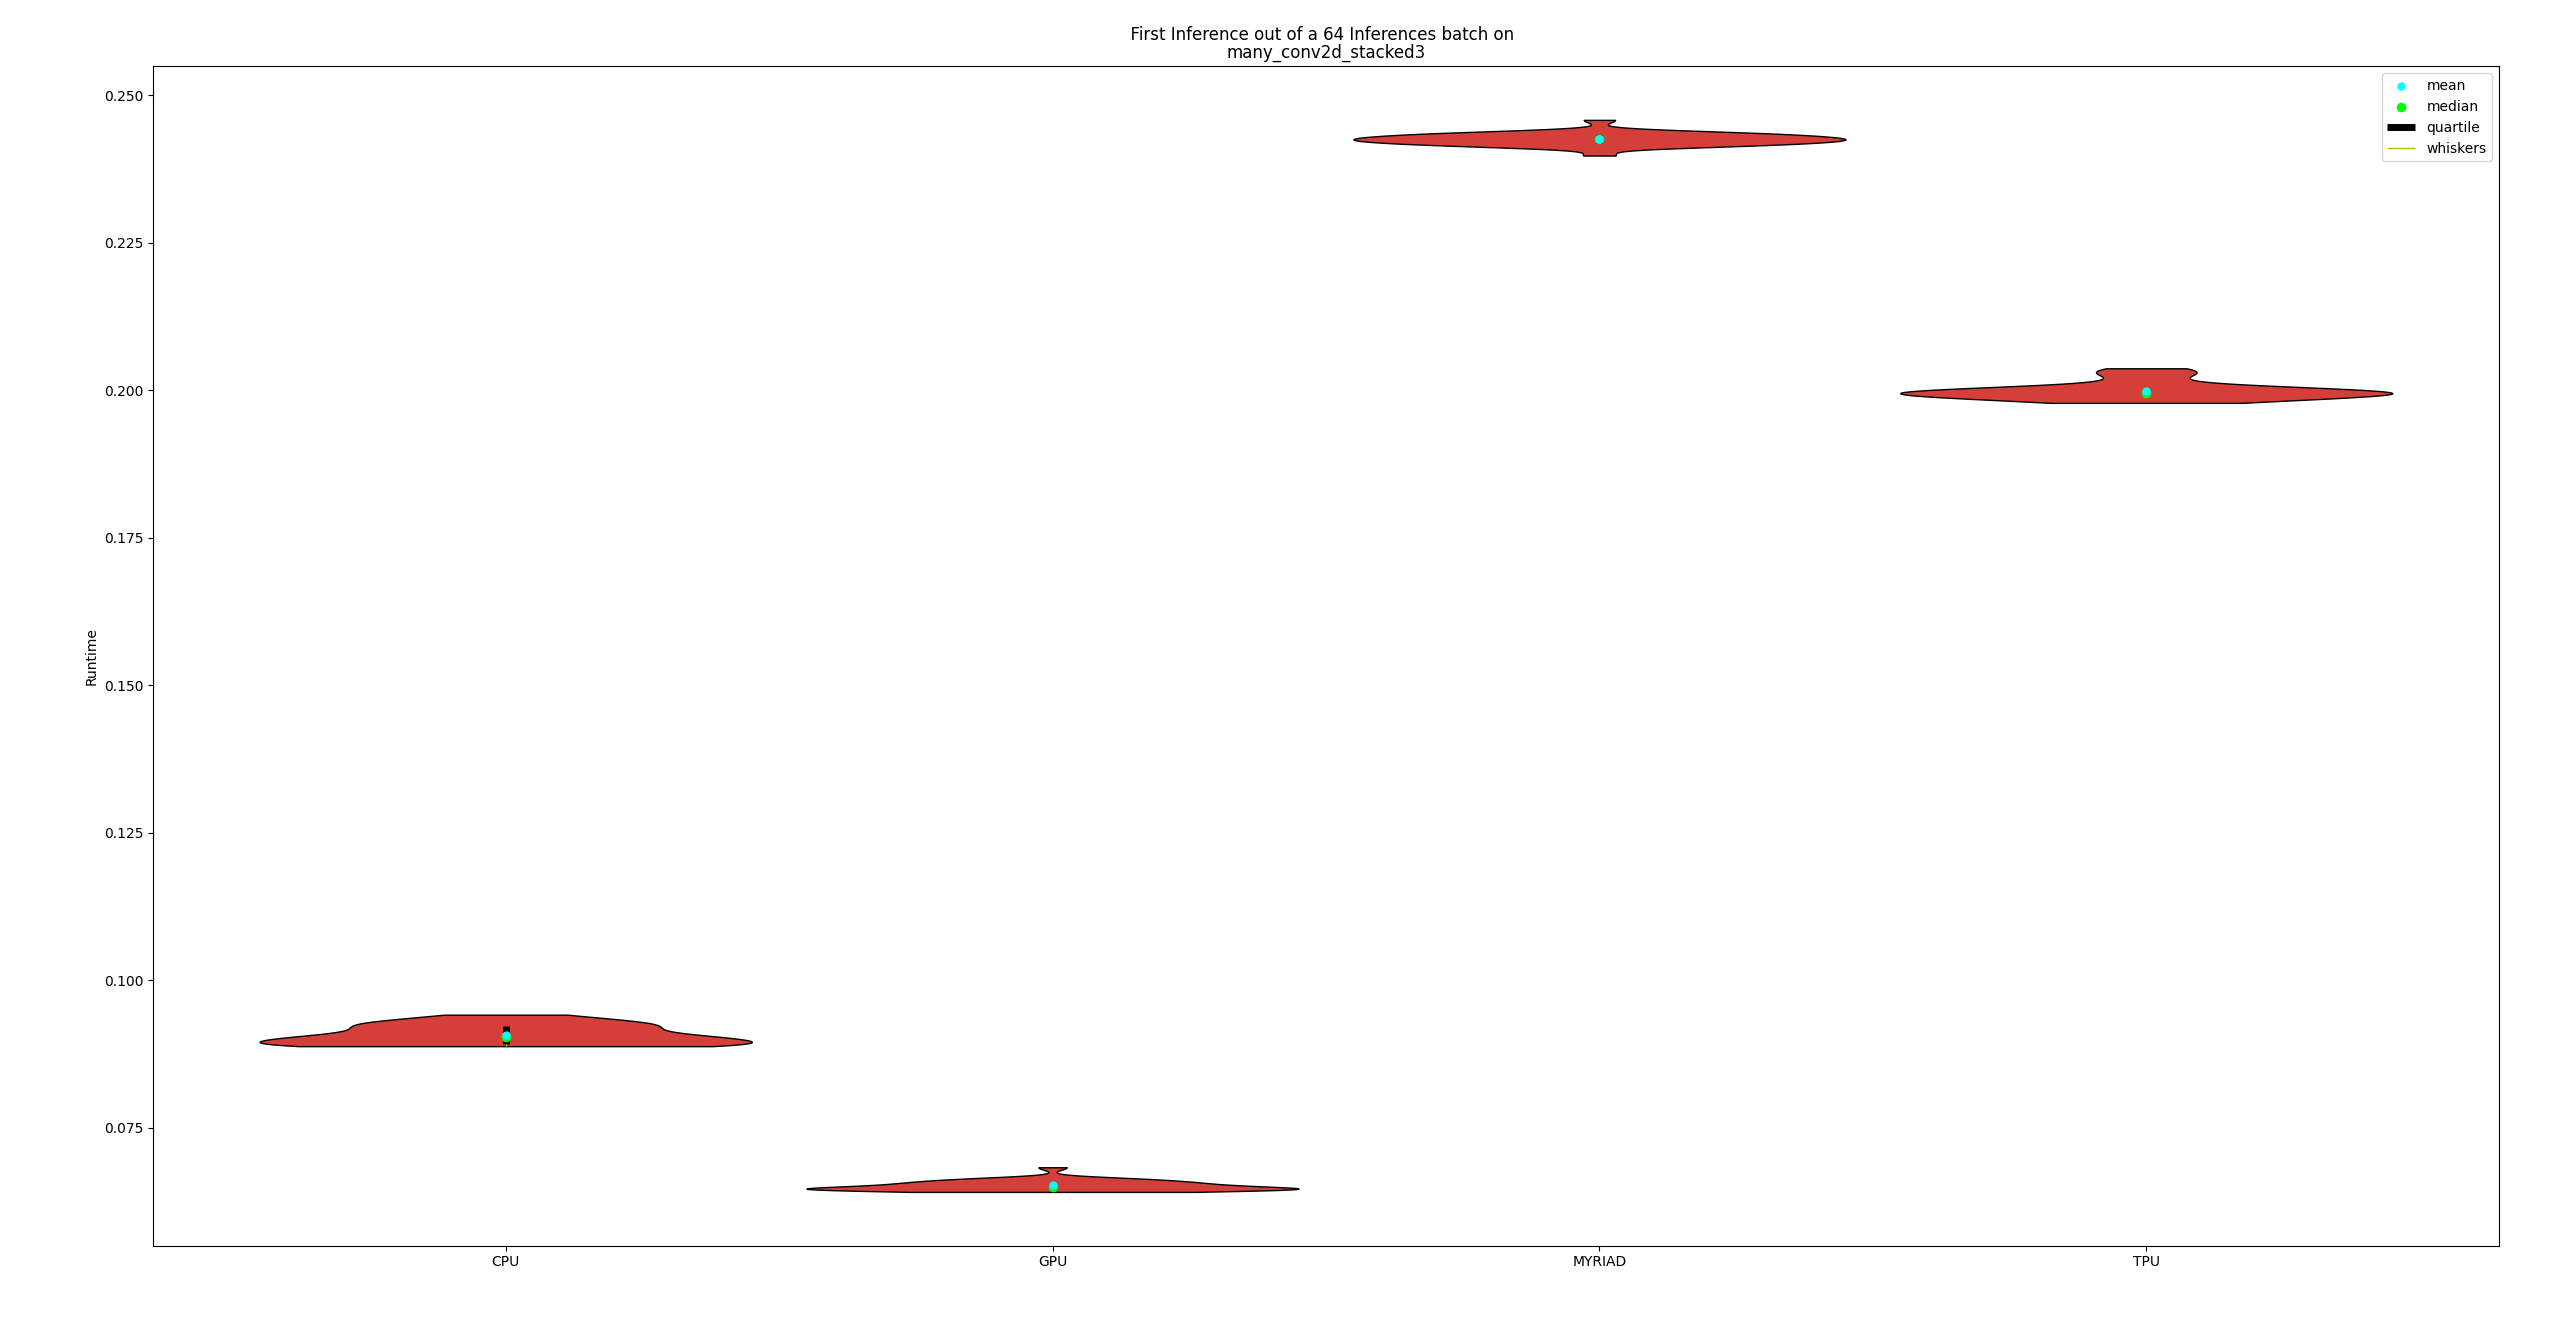 First Inference out of a 64 Inferences batch on
many_conv2d_stacked3
mean
median
quartile
whiskers
0.250
0.225
0.200
0.175
0.150
0.125
0.100
0.075
Runtime
CPU
GPU
MYRIAD
TPU